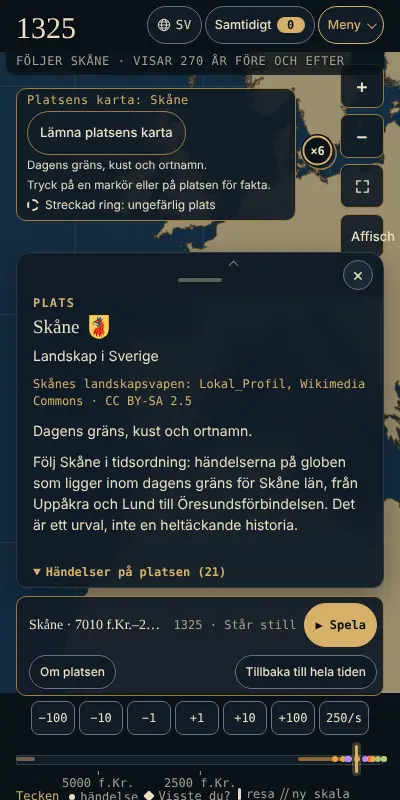 1325
SV
Samtidigt 0
Meny
FÖLJER SKÅNE · VISAR 270 ÅR FÖRE OCH EFTER
Platsens karta: Skåne
Lämna platsens karta
Dagens gräns, kust och ortnamn.
Tryck på en markör eller på platsen för fakta.
Streckad ring: ungefärlig plats
×6
+
−
Affisch
×
PLATS
Skåne
Landskap i Sverige
Skånes landskapsvapen: Lokal_Profil, Wikimedia
Commons · CC BY-SA 2.5
Dagens gräns, kust och ortnamn.
Följ Skåne i tidsordning: händelserna på globen
som ligger inom dagens gräns för Skåne län, från
Uppåkra och Lund till Öresundsförbindelsen. Det
är ett urval, inte en heltäckande historia.
▼ Händelser på platsen (21)
Skåne · 7010 f.Kr.–2… 1325 · Står still
▶ Spela
Om platsen
Tillbaka till hela tiden
−100 −10 −1 +1 +10 +100 250/s
5000 f.Kr. 2500 f.Kr.
Tecken händelse Visste du? resa // ny skala